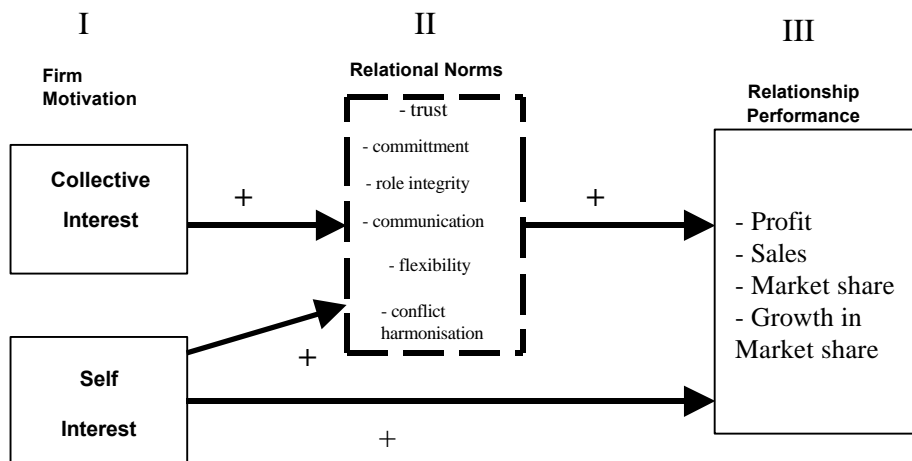 I
II
III
Firm
Motivation
Relational Norms
Relationship
Performance
Collective
Interest
+
- trust
- committment
- role integrity
- communication
- flexibility
- conflict
harmonisation
+
- Profit
- Sales
- Market share
- Growth in
Market share
Self
Interest
+
+